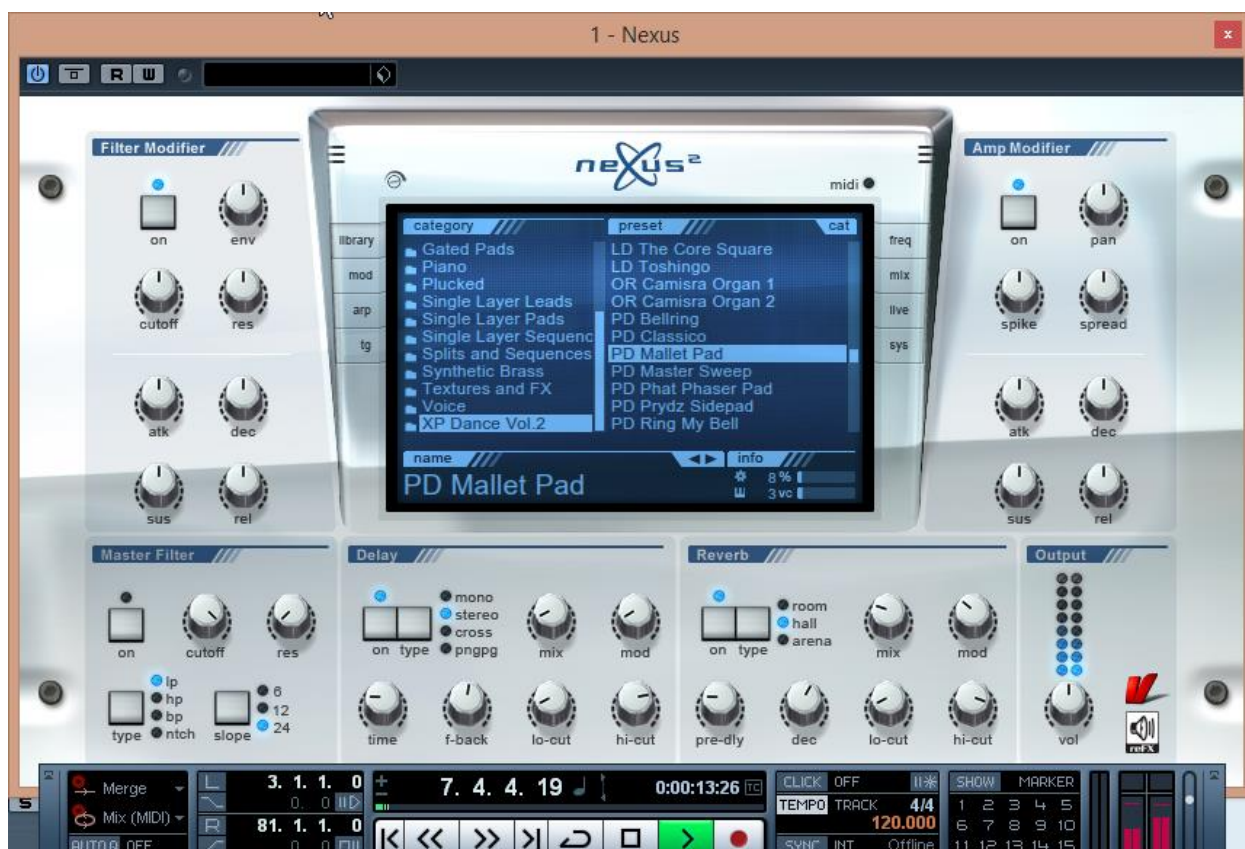 1 - Nexus
x
R W
Filter Modifier
on
env
cutoff
res
atk
dec
sus
rel
nexus²
midi
library
mod
arp
tg
category
Gated Pads
Piano
Plucked
Single Layer Leads
Single Layer Pads
Single Layer Sequenc
Splits and Sequences
Synthetic Brass
Textures and FX
Voice
XP Dance Vol.2
preset
cat
LD The Core Square
LD Toshingo
OR Camisra Organ 1
OR Camisra Organ 2
PD Bellring
PD Classico
PD Mallet Pad
PD Master Sweep
PD Phat Phaser Pad
PD Prydz Sidepad
PD Ring My Bell
name
PD Mallet Pad
info
8 %
3 vc
freq
mix
live
sys
Amp Modifier
on
pan
spike
spread
atk
dec
sus
rel
Master Filter
on
cutoff
res
type
lp
hp
bp
ntch
slope
6
12
24
Delay
on type
mono
stereo
cross
pngpg
mix
mod
time
f-back
lo-cut
hi-cut
Reverb
on type
room
hall
arena
mix
mod
pre-dly
dec
lo-cut
hi-cut
Output
vol
reFX
S
Merge
Mix (MIDI)
AUTO Q OFF
L 3. 1. 1. 0
0. 0
R 81. 1. 1. 0
0. 0
7. 4. 4. 19
0:00:13:26 TC
CLICK OFF
TEMPO TRACK 4/4
120.000
SYNC INT. Offline
SHOW MARKER
1 2 3 4 5
6 7 8 9 10
11 12 13 14 15